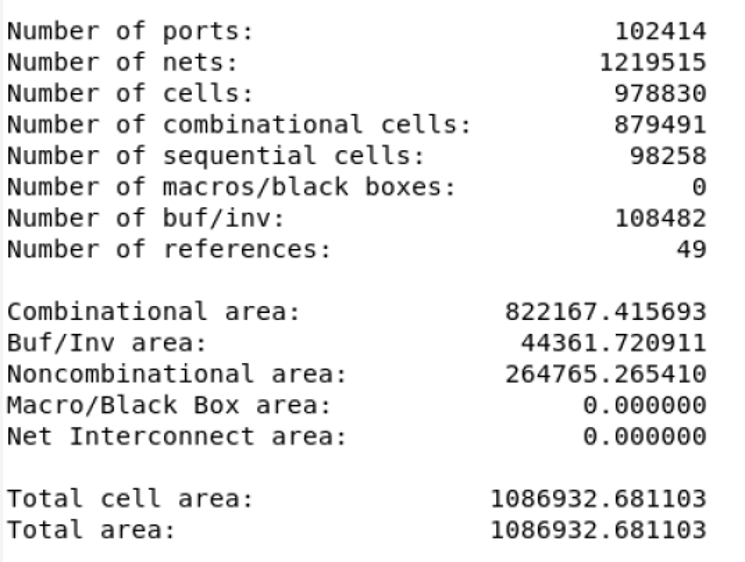 Number of ports: 102414
Number of nets: 1219515
Number of cells: 978830
Number of combinational cells: 879491
Number of sequential cells: 98258
Number of macros/black boxes: 0
Number of buf/inv: 108482
Number of references: 49
Combinational area: 822167.415693
Buf/Inv area: 44361.720911
Noncombinational area: 264765.265410
Macro/Black Box area: 0.000000
Net Interconnect area: 0.000000
Total cell area: 1086932.681103
Total area: 1086932.681103